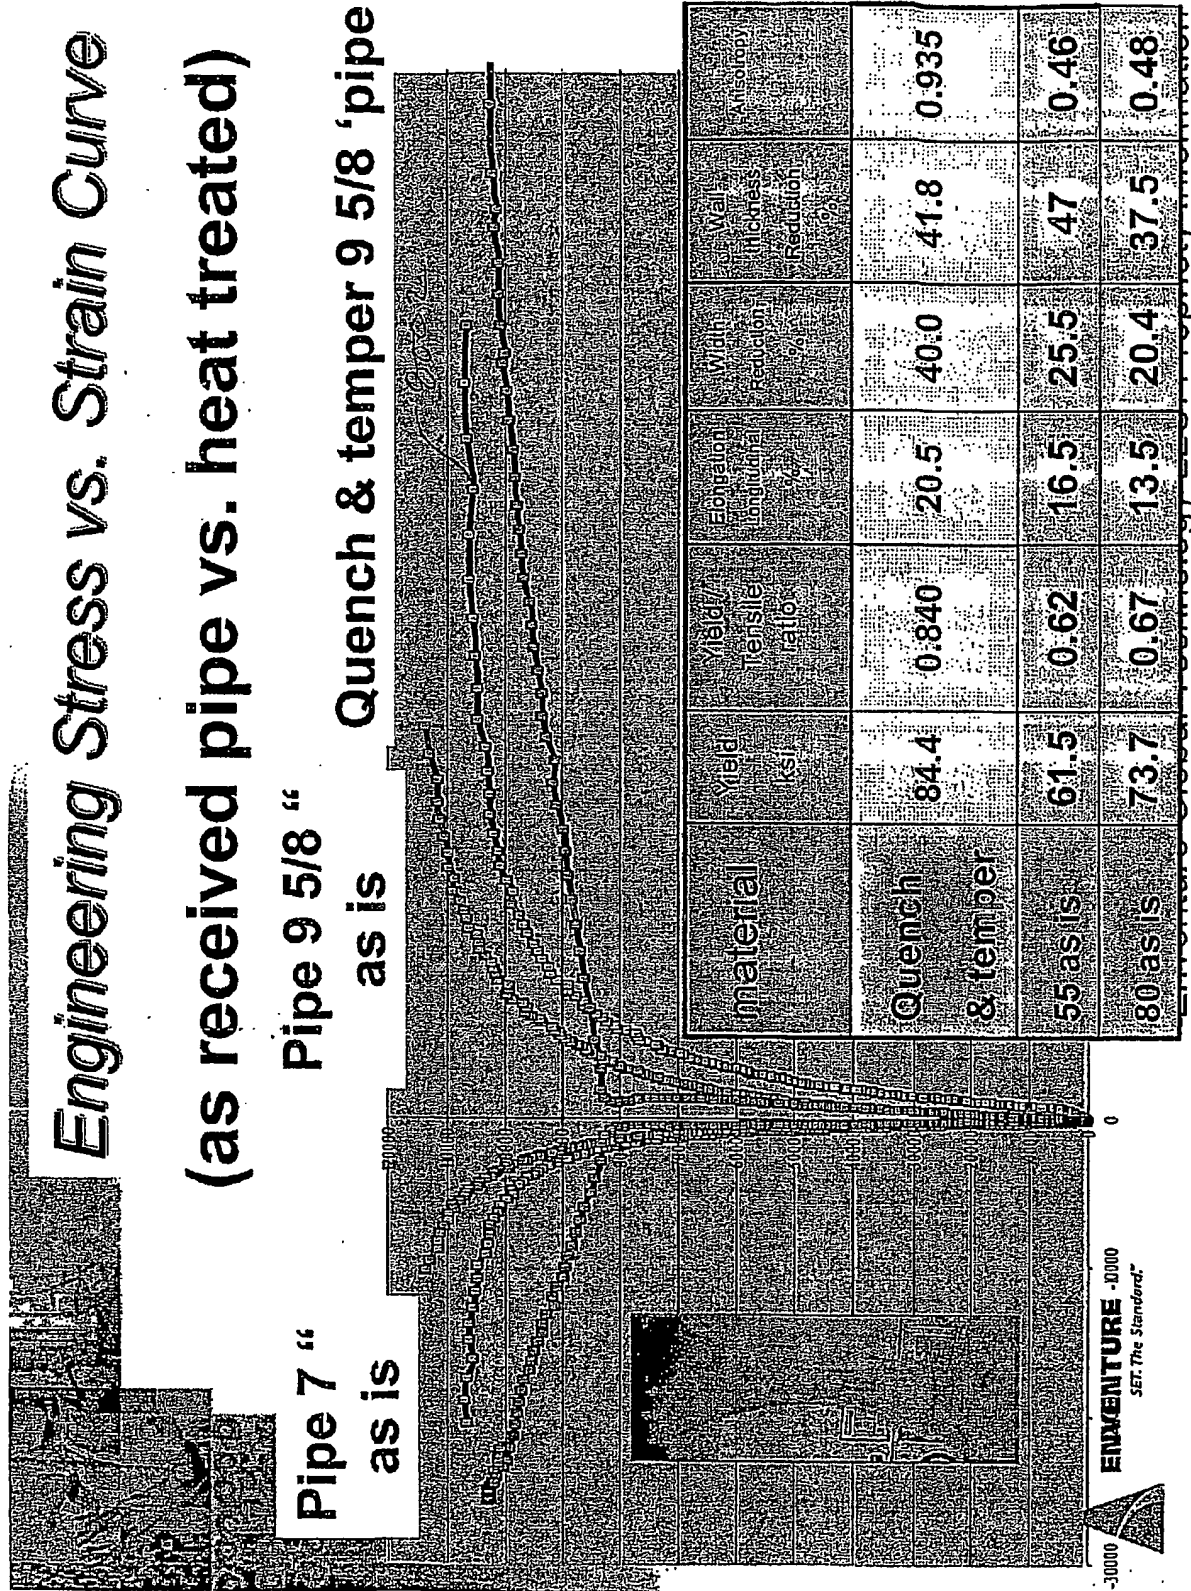 Engineering Stress vs. Strain Curve
(as received pipe vs. heat treated)
Pipe 7 “
as is
Pipe 9 5/8 “
as is
Quench & temper 9 5/8 ‘pipe
material
Yield
ksi
Yield/
Tensile
ratio
Elongation
longitudinal
%
Width
Reduction
%
Wall
thickness
Reduction
%
Anisotropy
Quench
& temper
84.4
0.840
20.5
40.0
41.8
0.935
55 as is
61.5
0.62
16.5
25.5
47
0.46
80 as is
73.7
0.67
13.5
20.4
37.5
0.48
-30000
-10000
0
ENVENTURE
SET. The Standard.™